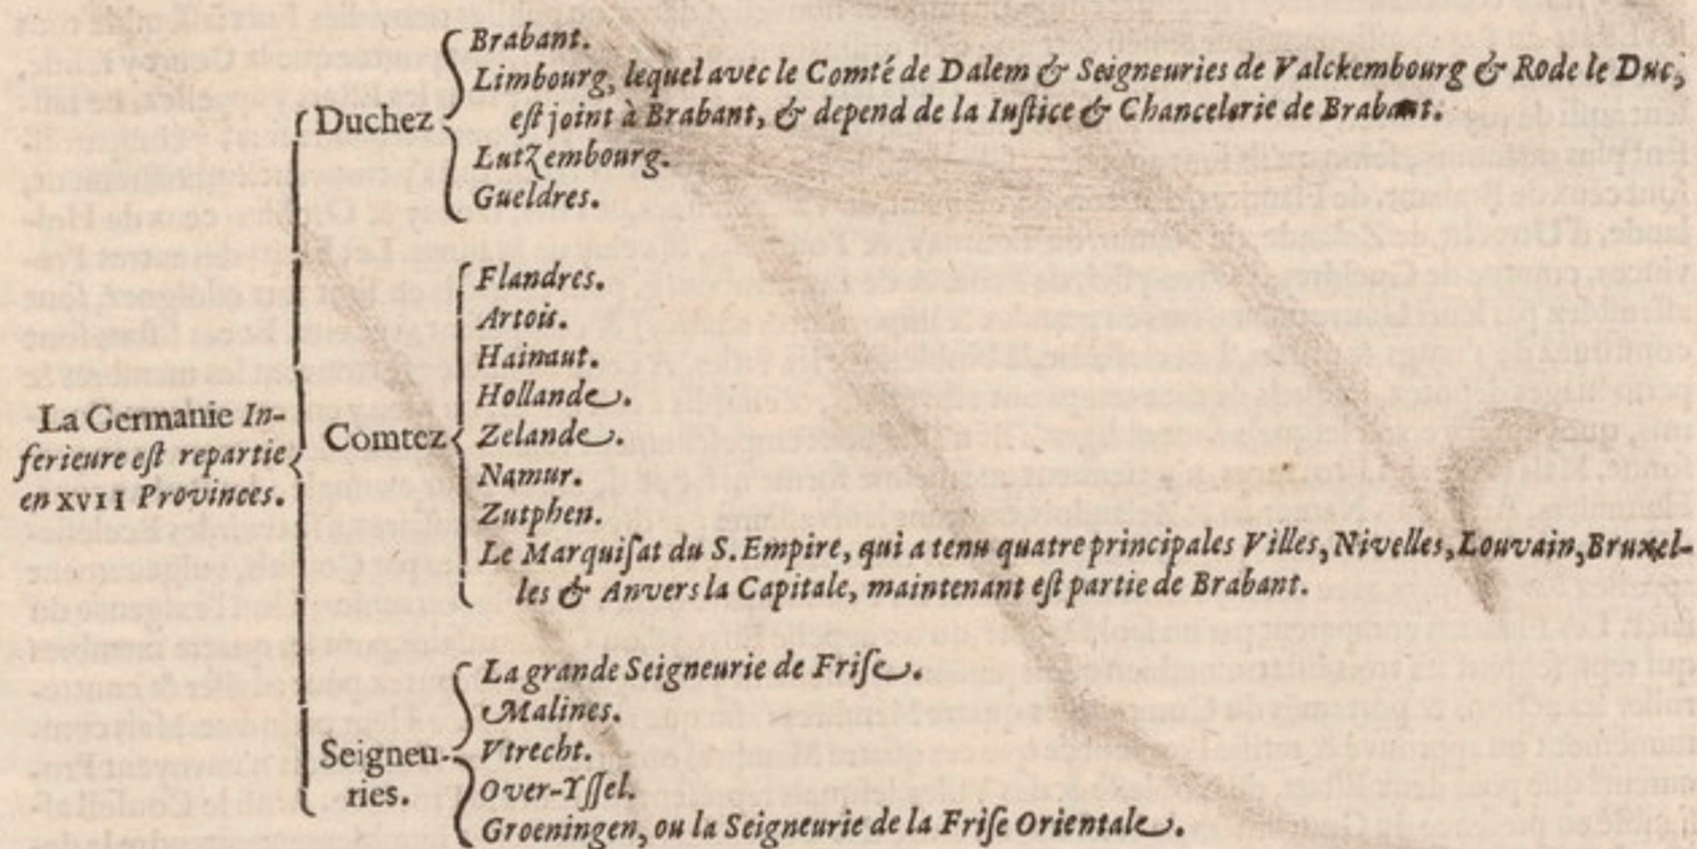 La Germanie In-
ferieure eſt repartie
en XVII Provinces.
Duchez
Brabant.
Limbourg, lequel avec le Comté de Dalem & Seigneuries de Valckembourg & Rode le Duc,
eſt joint à Brabant, & depend de la Iuſtice & Chancelerie de Brabant.
Lutzembourg.
Gueldres.
Comtez
Flandres.
Artois.
Hainaut.
Hollande.
Zelande.
Namur.
Zutphen.
Le Marquiſat du S. Empire, qui a tenu quatre principales Villes, Nivelles, Louvain, Bruxel-
les & Anvers la Capitale, maintenant eſt partie de Brabant.
Seigneu-
ries.
La grande Seigneurie de Friſe.
Malines.
Vtrecht.
Over-Yſſel.
Groeningen, ou la Seigneurie de la Friſe Orientale.